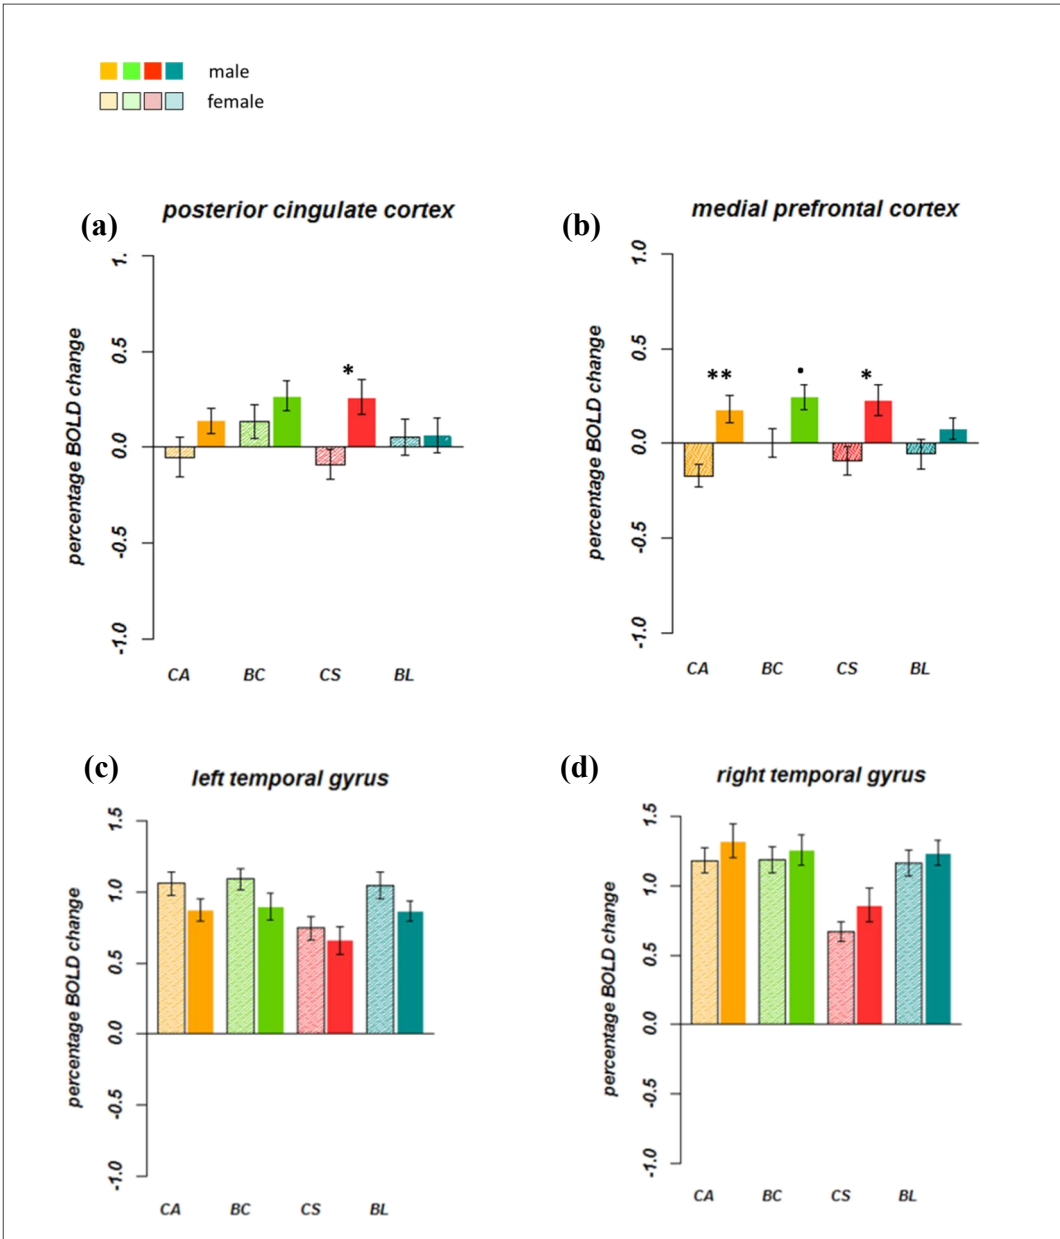 male
female
(a) posterior cingulate cortex
percentage BOLD change
1.
0.5
0.0
-0.5
-1.0
*
CA BC CS BL
(b) medial prefrontal cortex
percentage BOLD change
1.0
0.5
0.0
-0.5
-1.0
** • *
CA BC CS BL
(c) left temporal gyrus
percentage BOLD change
1.5
1.0
0.5
0.0
-0.5
-1.0
CA BC CS BL
(d) right temporal gyrus
percentage BOLD change
1.5
1.0
0.5
0.0
-0.5
-1.0
CA BC CS BL